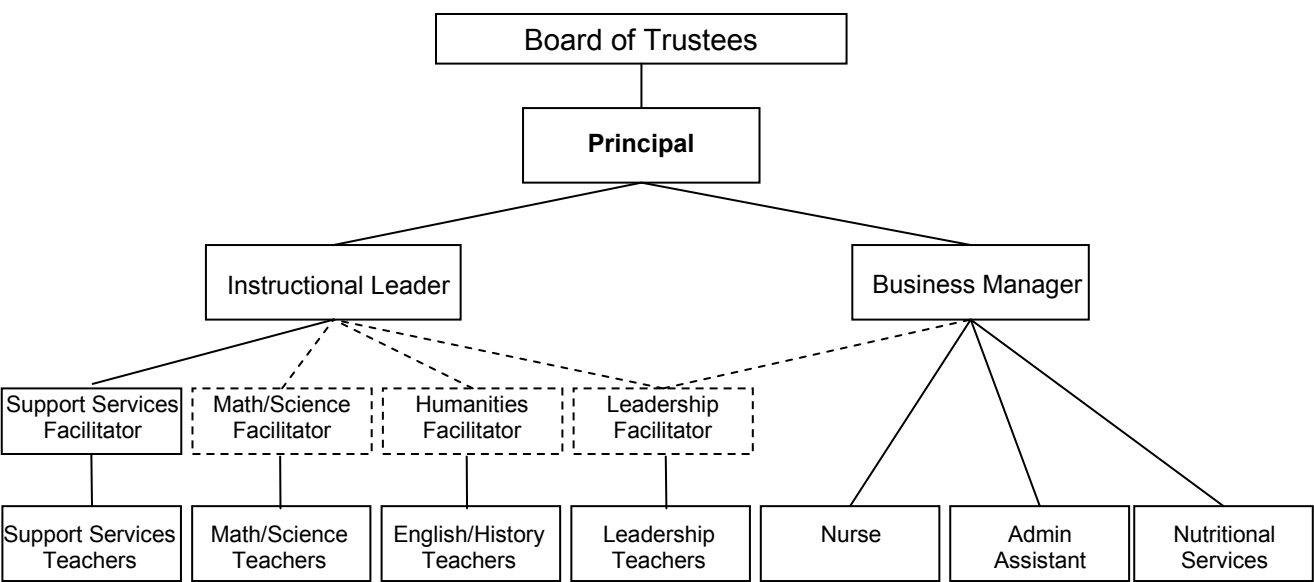 Board of Trustees
Principal
Instructional Leader
Business Manager
Support Services
Facilitator
Math/Science
Facilitator
Humanities
Facilitator
Leadership
Facilitator
Support Services
Teachers
Math/Science
Teachers
English/History
Teachers
Leadership
Teachers
Nurse
Admin
Assistant
Nutritional
Services